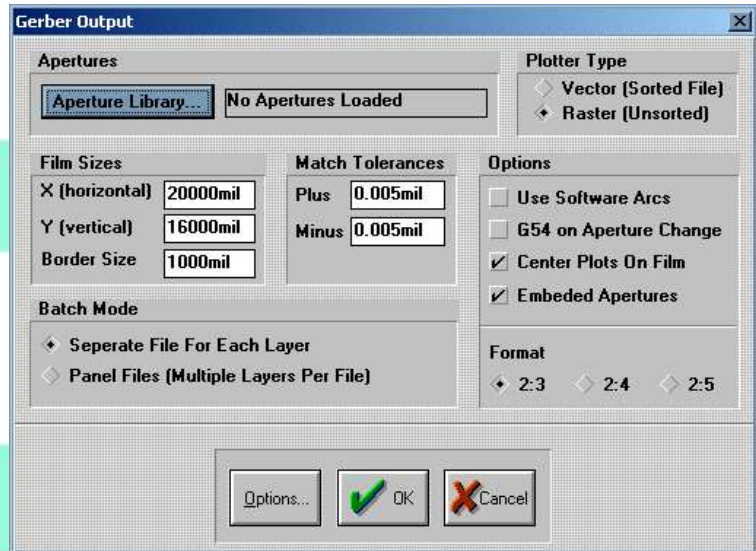 Gerber Output
Apertures
Aperture Library...
No Apertures Loaded
Plotter Type
Vector (Sorted File)
Raster (Unsorted)
Film Sizes
X (horizontal) 20000mil
Y (vertical) 16000mil
Border Size 1000mil
Match Tolerances
Plus 0.005mil
Minus 0.005mil
Options
Use Software Arcs
G54 on Aperture Change
Center Plots On Film
Embeded Apertures
Batch Mode
Seperate File For Each Layer
Panel Files (Multiple Layers Per File)
Format
2:3 2:4 2:5
Options...
OK
Cancel